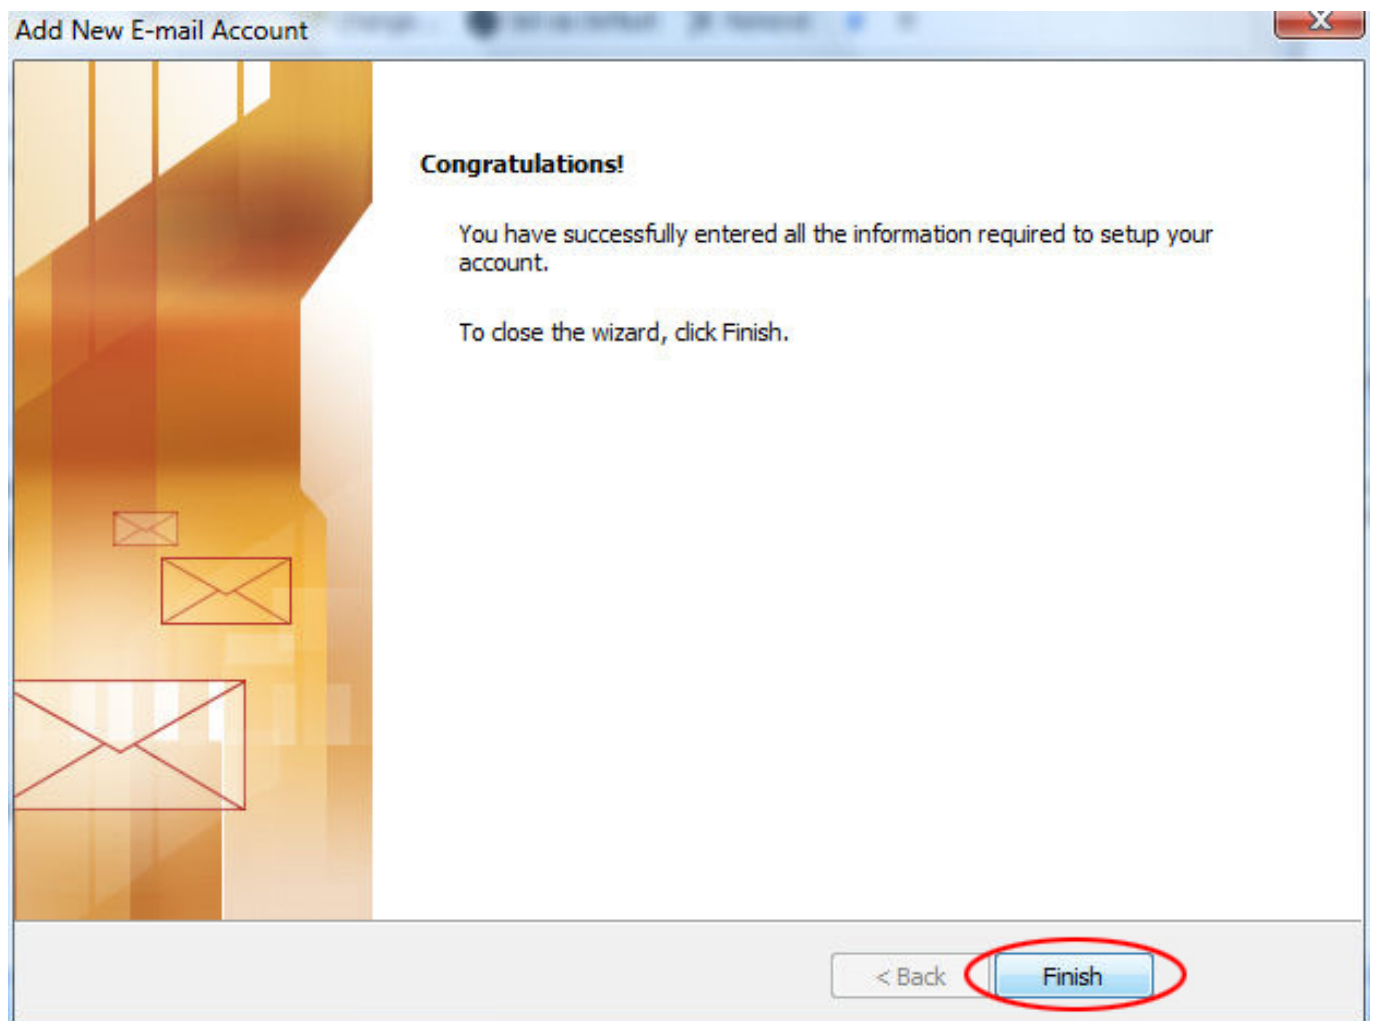 Add New E-mail Account
Congratulations!
You have successfully entered all the information required to setup your
account.
To close the wizard, click Finish.
< Back
Finish